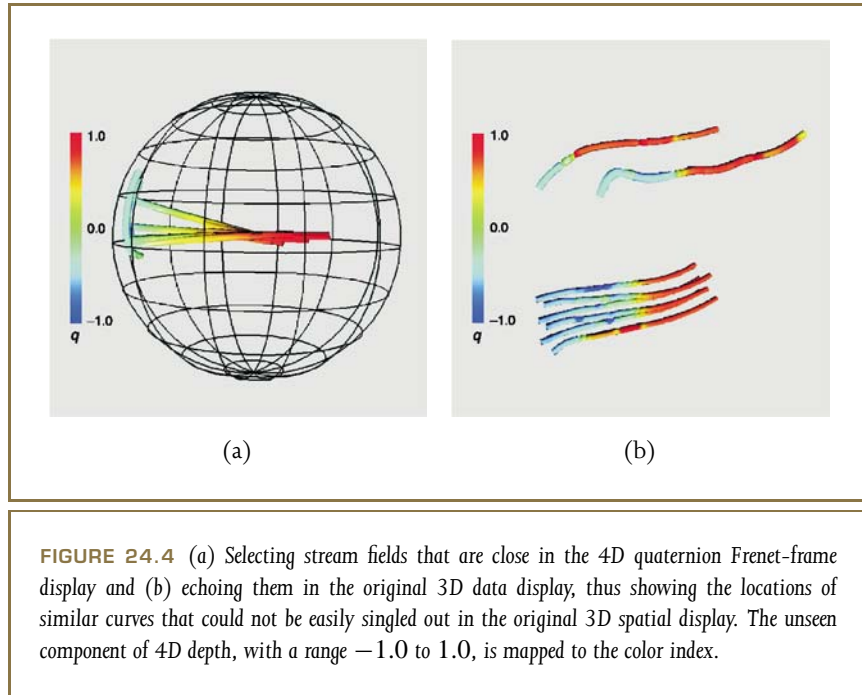 1.0
0.0
−1.0
q
1.0
0.0
−1.0
q
(a)
(b)
FIGURE 24.4 (a) Selecting stream fields that are close in the 4D quaternion Frenet-frame
display and (b) echoing them in the original 3D data display, thus showing the locations of
similar curves that could not be easily singled out in the original 3D spatial display. The unseen
component of 4D depth, with a range −1.0 to 1.0, is mapped to the color index.